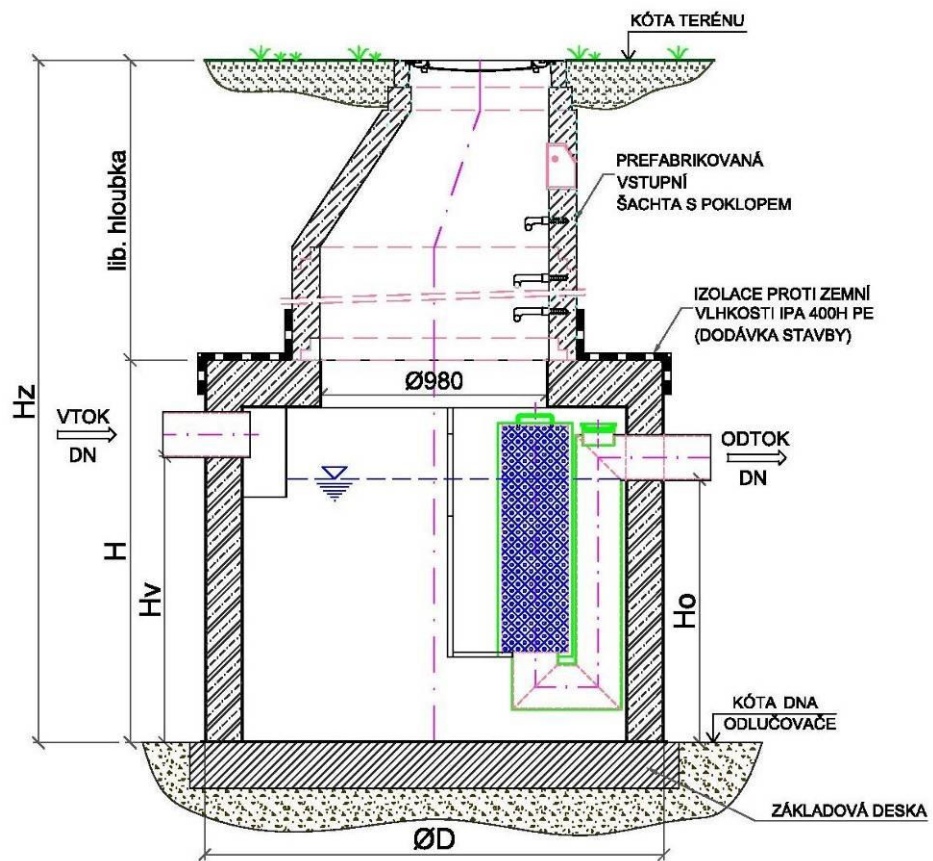 KÓTA TERÉNU
PREFABRIKOVANÁ
VSTUPNÍ
ŠACHTA S POKLOPEM
lib. hloubka
IZOLACE PROTI ZEMNÍ
VLHKOSTI IPA 400H PE
(DODÁVKA STAVBY)
Hz
Ø980
VTOK
DN
ODTOK
DN
H
Hv
Ho
KÓTA DNA
ODLUČOVAČE
ZÁKLADOVÁ DESKA
ØD